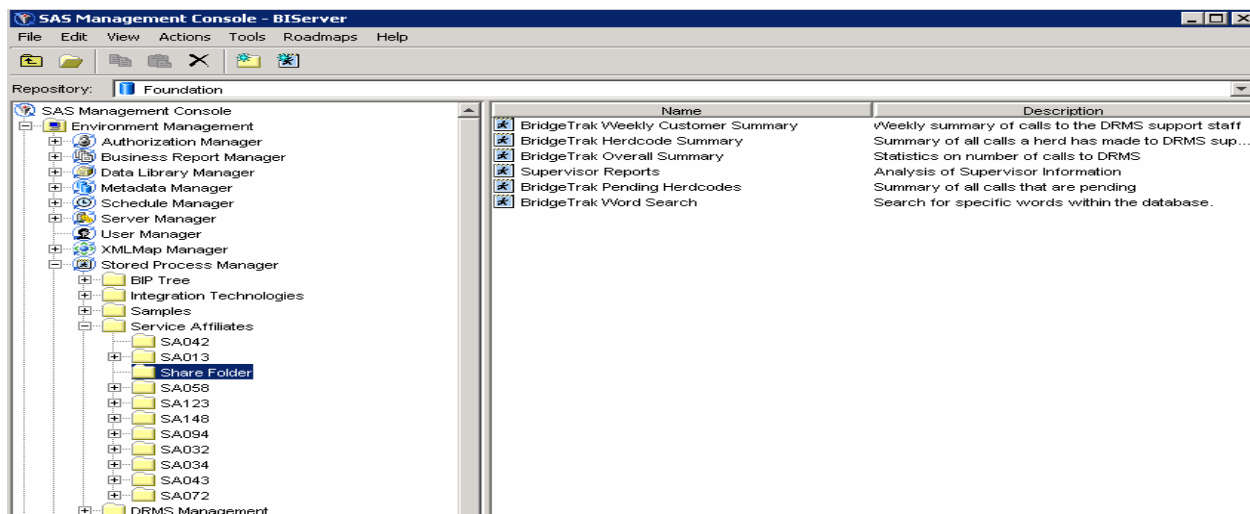 SAS Management Console - BIServer
File Edit View Actions Tools Roadmaps Help
Repository: Foundation
SAS Management Console
Environment Management
Authorization Manager
Business Report Manager
Data Library Manager
Metadata Manager
Schedule Manager
Server Manager
User Manager
XMLMap Manager
Stored Process Manager
BIP Tree
Integration Technologies
Samples
Service Affiliates
SA042
SA013
Share Folder
SA058
SA123
SA148
SA094
SA032
SA034
SA043
SA072
DRMS Management
Name Description
BridgeTrak Weekly Customer Summary Weekly summary of calls to the DRMS support staff
BridgeTrak Herdcode Summary Summary of all calls a herd has made to DRMS sup...
BridgeTrak Overall Summary Statistics on number of calls to DRMS
Supervisor Reports Analysis of Supervisor Information
BridgeTrak Pending Herdcodes Summary of all calls that are pending
BridgeTrak Word Search Search for specific words within the database.